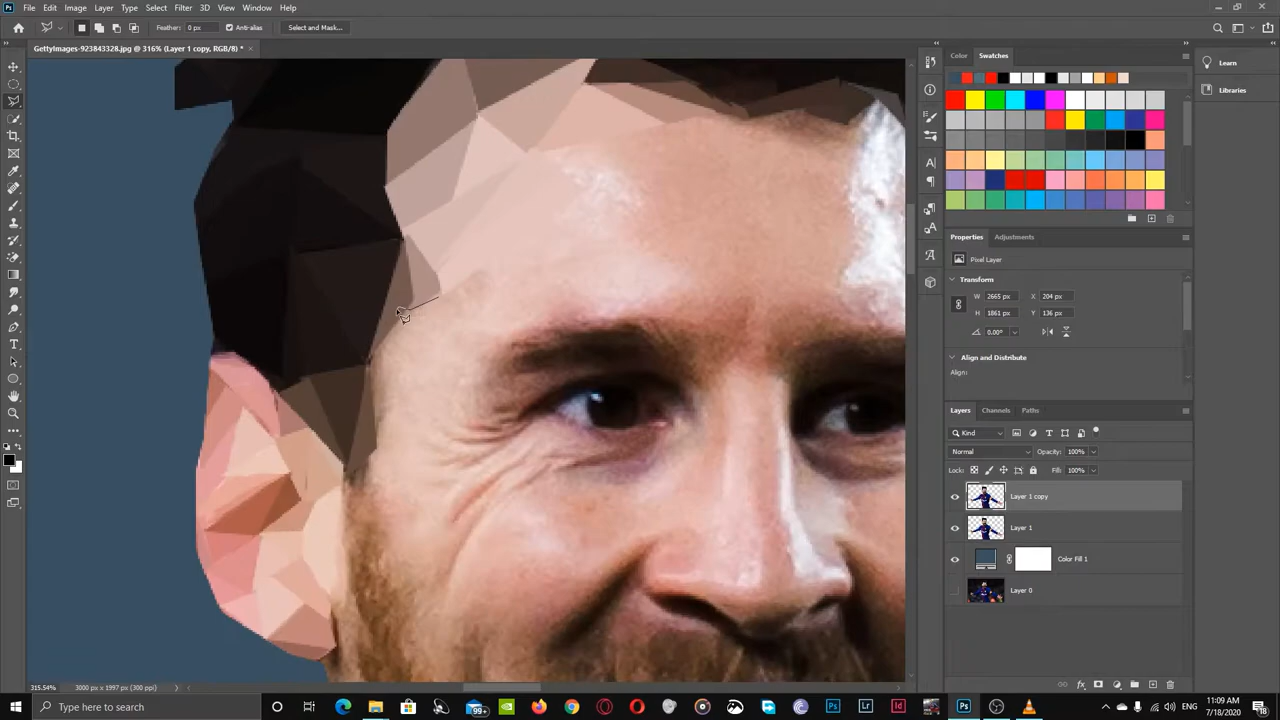 File Edit Image Layer Type Select Filter 3D View Window Help
Feather: 0 px Anti-alias Select and Mask...
GettyImages-923843328.jpg @ 316% (Layer 1 copy, RGB/8) *
Color Swatches
Learn
Libraries
Properties Adjustments
Pixel Layer
Transform
W 2665 px X 204 px
H 1861 px Y 136 px
0.00°
Align and Distribute
Align:
Layers Channels Paths
Kind
Normal Opacity: 100%
Lock: Fill: 100%
Layer 1 copy
Layer 1
Color Fill 1
Layer 0
315.54% 3000 px x 1997 px (300 ppi)
Type here to search
99+
11:09 AM
7/18/2020